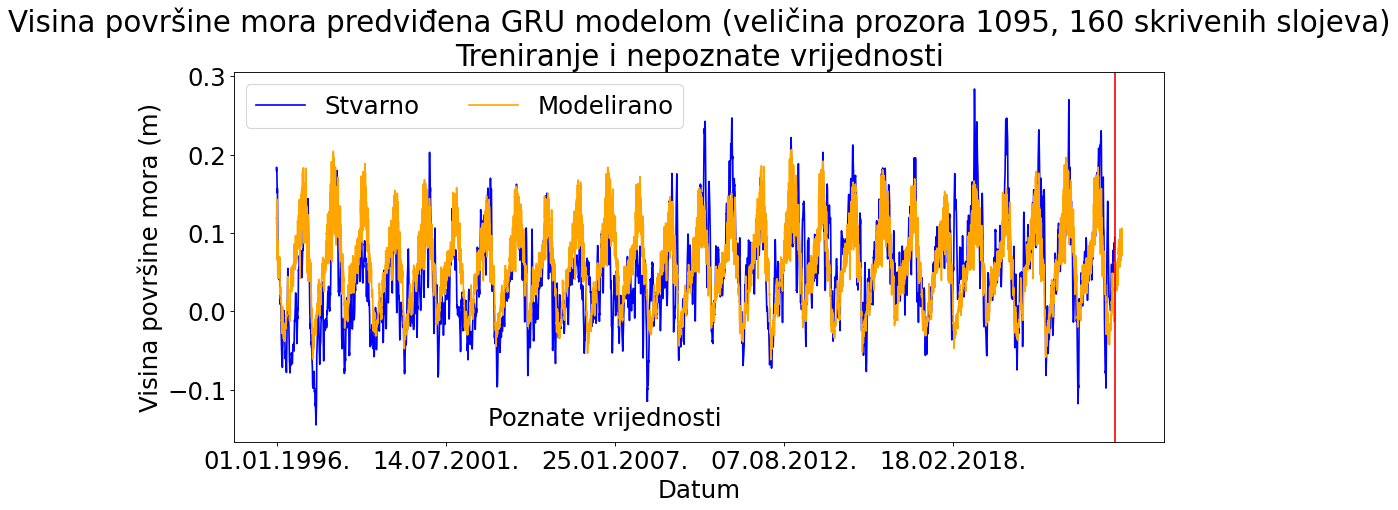 Visina površine mora predviđena GRU modelom (veličina prozora 1095, 160 skrivenih slojeva)
Treniranje i nepoznate vrijednosti
Stvarno
Modelirano
Visina površine mora (m)
0.3
0.2
0.1
0.0
−0.1
Poznate vrijednosti
01.01.1996.
14.07.2001.
25.01.2007.
07.08.2012.
18.02.2018.
Datum